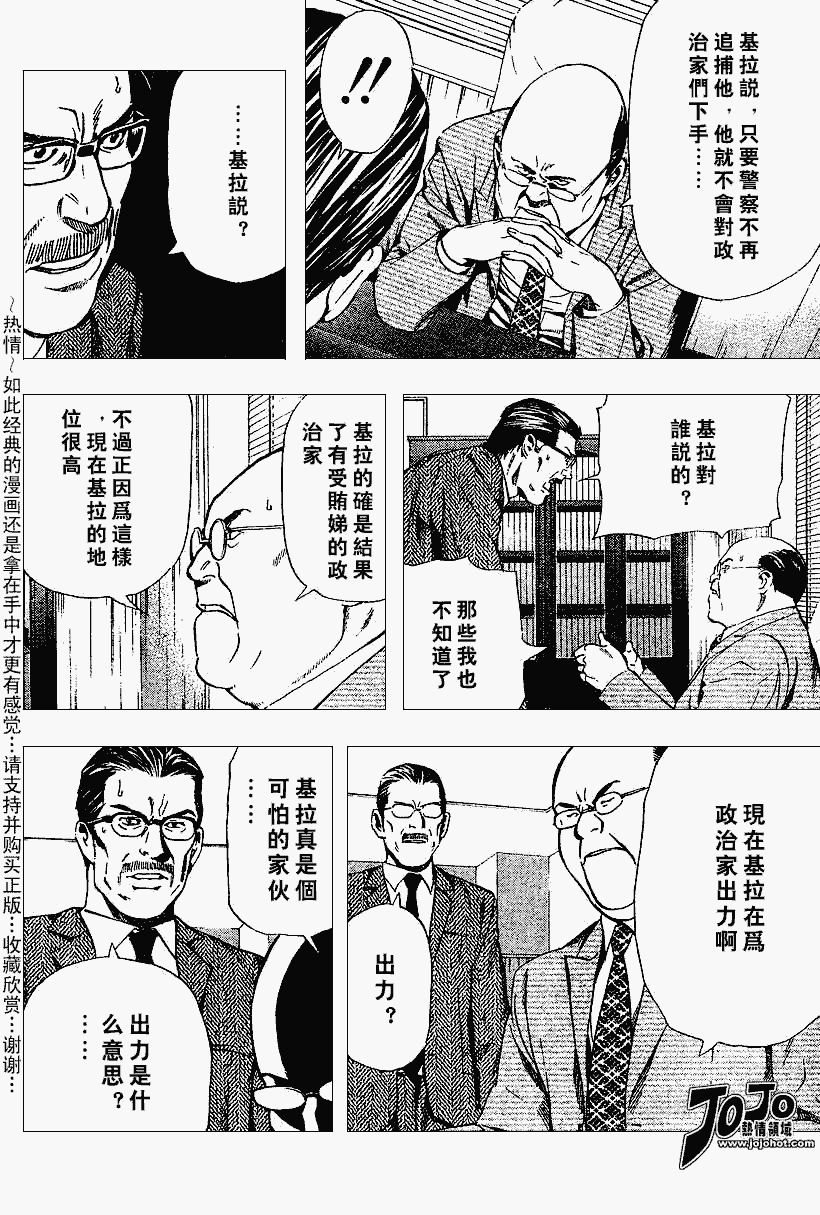 基拉説，只要警察不再
追捕他，他就不會對政
治家們下手……
!!
……基拉説？
基拉對
誰説的？
那些我也
不知道了
基拉的確是結果
了有受賄娣的政
治家
不過正因爲這樣
，現在基拉的地
位很高
現在基拉在爲
政治家出力啊
出力？
基拉真是個
可怕的家伙
……
出力是什
么意思？
……
~热情~如此经典的漫画还是拿在手中才更有感觉…请支持并购买正版…收藏欣赏…谢谢…
JOJO
熱情領域
www.jojohot.com